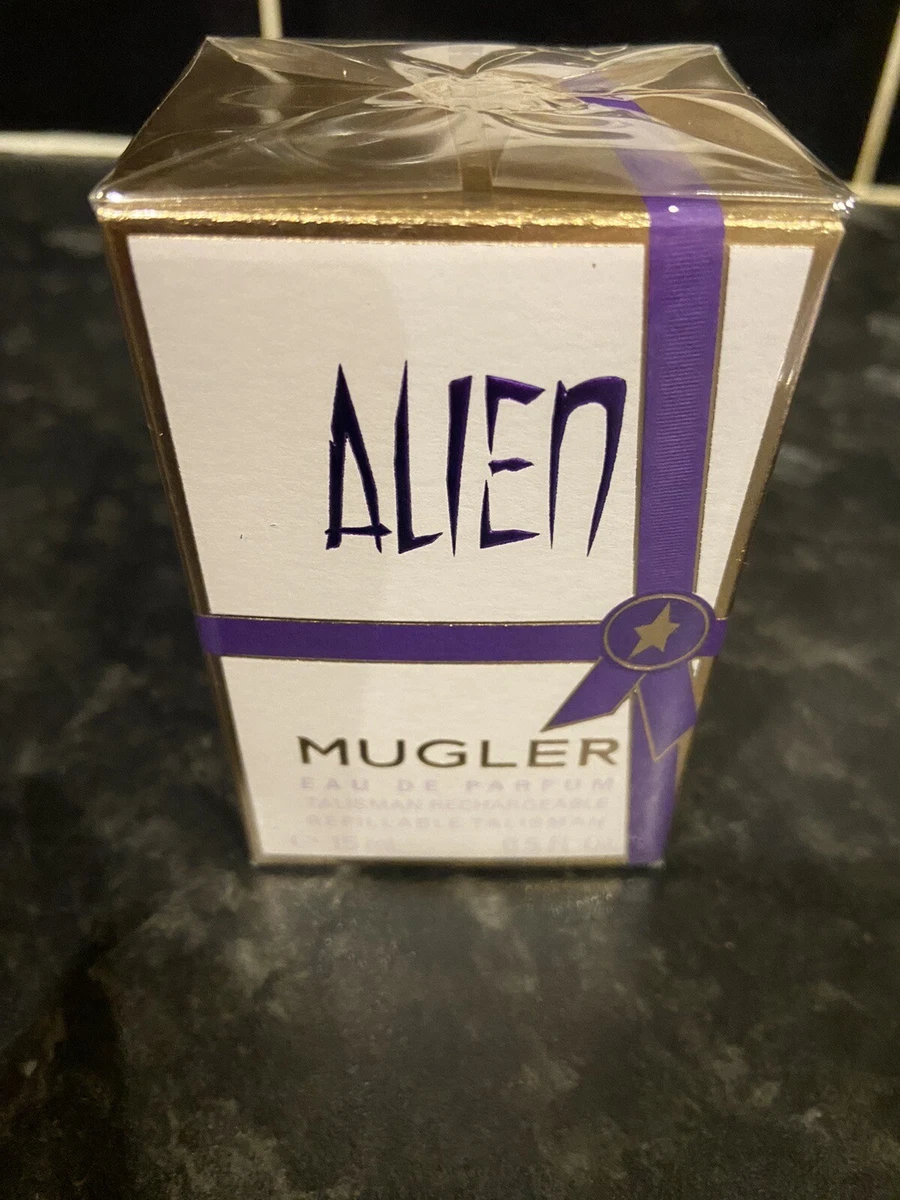 ALIEN
MUGLER
EAU DE PARFUM
TALISMAN RECHARGEABLE
REFILLABLE TALISMAN
15 ml 0.5 fl.oz